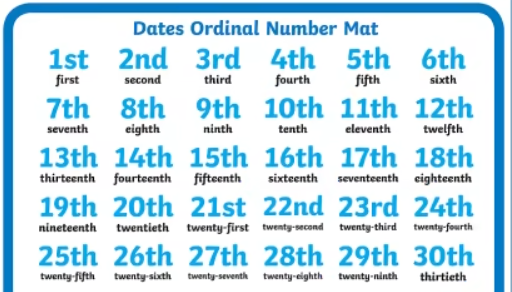 Dates Ordinal Number Mat
1st 2nd 3rd 4th 5th 6th
first second third fourth fifth sixth
7th 8th 9th 10th 11th 12th
seventh eighth ninth tenth eleventh twelfth
13th 14th 15th 16th 17th 18th
thirteenth fourteenth fifteenth sixteenth seventeenth eighteenth
19th 20th 21st 22nd 23rd 24th
nineteenth twentieth twenty-first twenty-second twenty-third twenty-fourth
25th 26th 27th 28th 29th 30th
twenty-fifth twenty-sixth twenty-seventh twenty-eighth twenty-ninth thirtieth